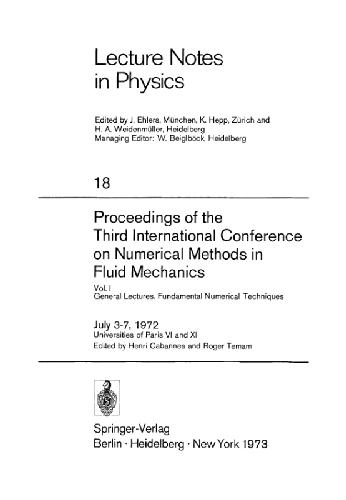 Lecture Notes
in Physics
Edited by J. Ehlers, München, K. Hepp, Zürich and
H. A. Weidenmüller, Heidelberg
Managing Editor: W. Beiglböck, Heidelberg
18
Proceedings of the
Third International Conference
on Numerical Methods in
Fluid Mechanics
Vol. I
General Lectures. Fundamental Numerical Techniques
July 3-7, 1972
Universities of Paris VI and XI
Edited by Henri Cabannes and Roger Temam
Springer-Verlag
Berlin · Heidelberg · New York 1973